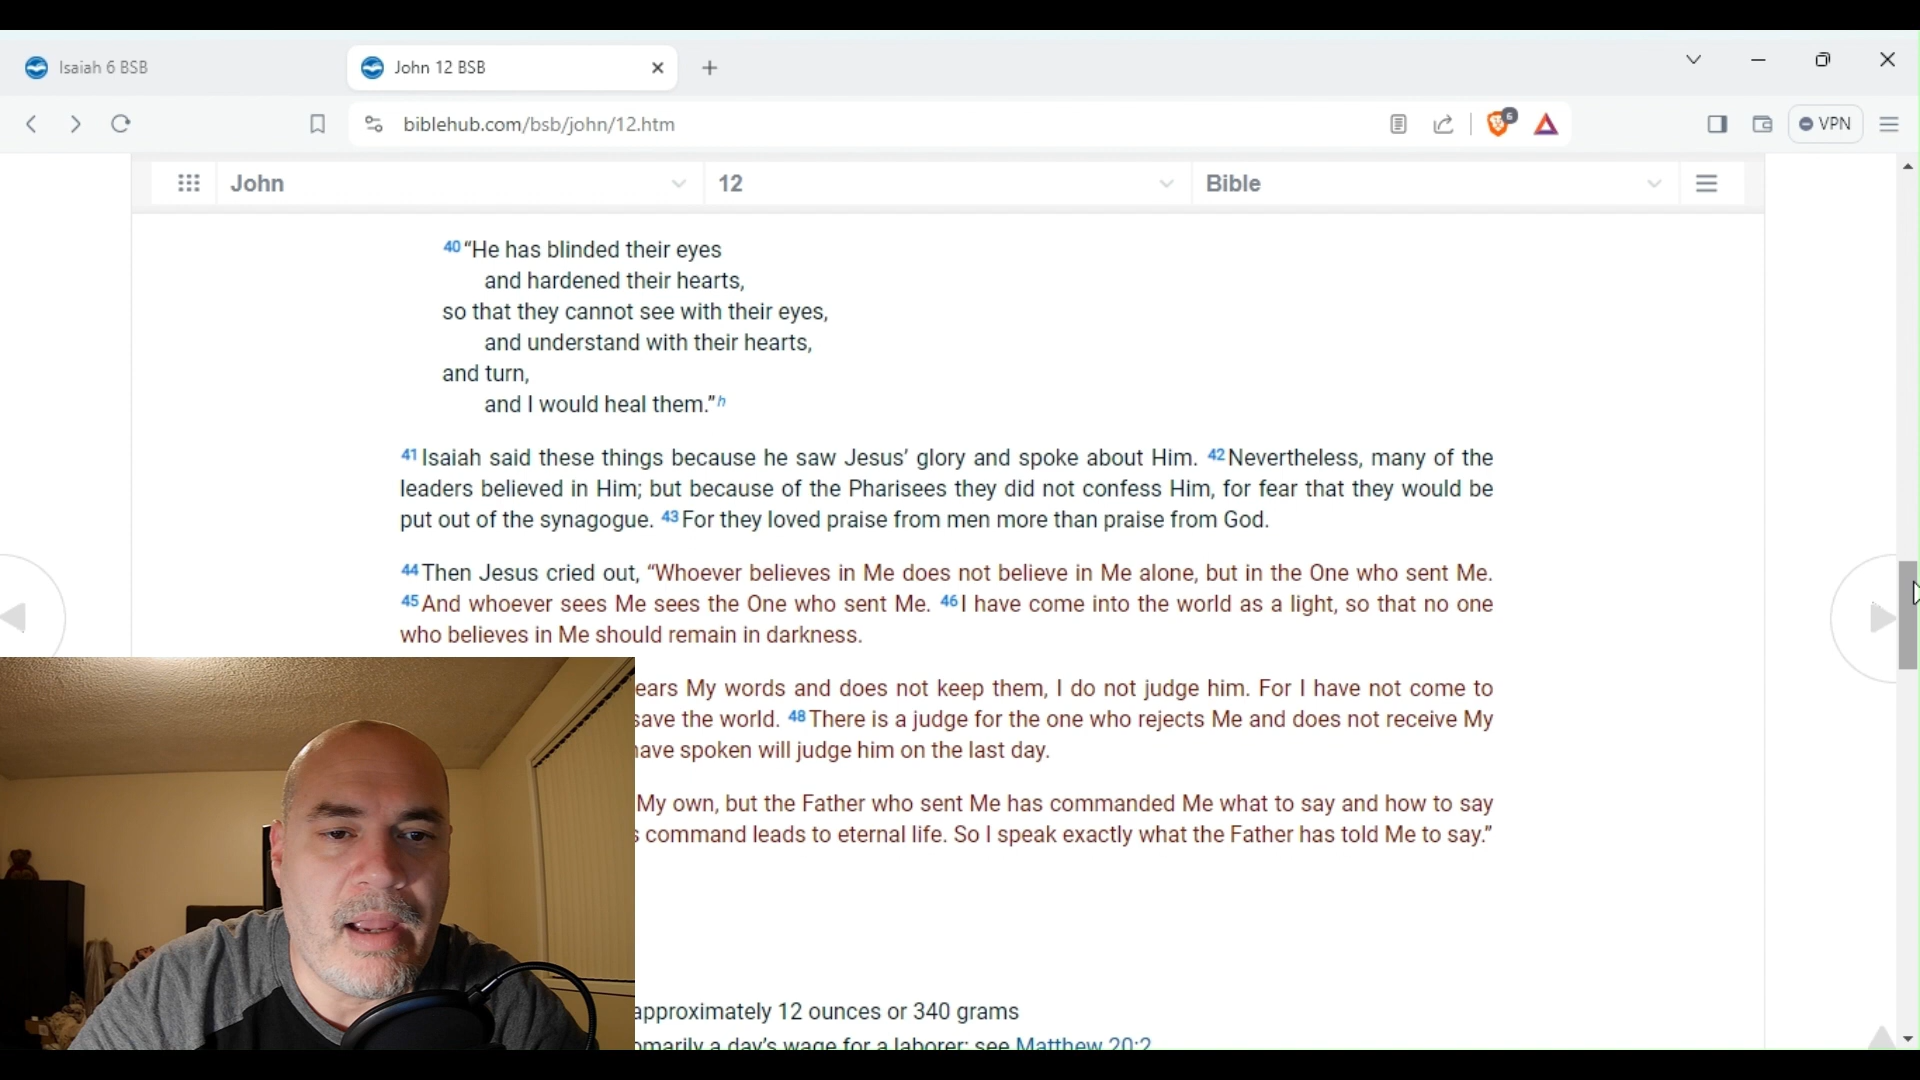 Isaiah 6 BSB
John 12 BSB
biblehub.com/bsb/john/12.htm
6
VPN
John
12
Bible
40 “He has blinded their eyes
and hardened their hearts,
so that they cannot see with their eyes,
and understand with their hearts,
and turn,
and I would heal them.”h
41 Isaiah said these things because he saw Jesus’ glory and spoke about Him. 42 Nevertheless, many of the
leaders believed in Him; but because of the Pharisees they did not confess Him, for fear that they would be
put out of the synagogue. 43 For they loved praise from men more than praise from God.
44 Then Jesus cried out, “Whoever believes in Me does not believe in Me alone, but in the One who sent Me.
45 And whoever sees Me sees the One who sent Me. 46 I have come into the world as a light, so that no one
who believes in Me should remain in darkness.
ears My words and does not keep them, I do not judge him. For I have not come to
save the world. 48 There is a judge for the one who rejects Me and does not receive My
have spoken will judge him on the last day.
My own, but the Father who sent Me has commanded Me what to say and how to say
command leads to eternal life. So I speak exactly what the Father has told Me to say.”
approximately 12 ounces or 340 grams
omarily a day’s wage for a laborer; see Matthew 20:2